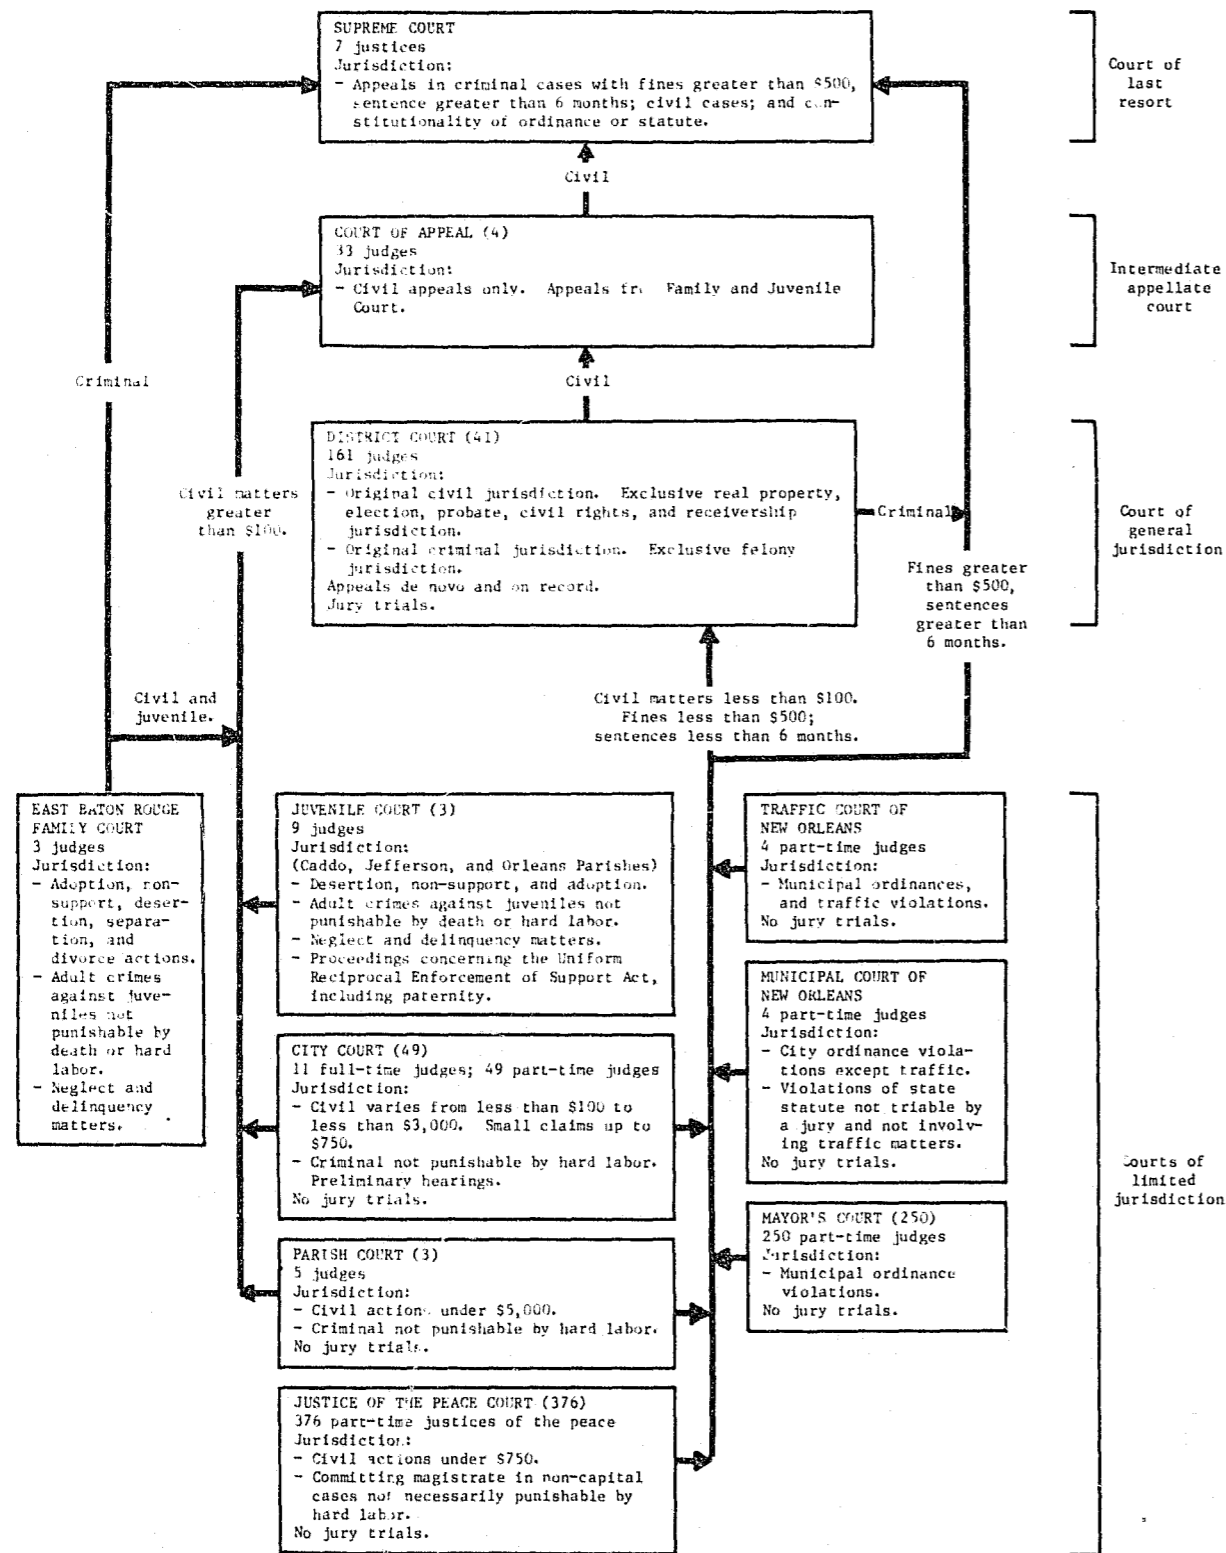 SUPREME COURT
7 justices
Jurisdiction:
- Appeals in criminal cases with fines greater than $500,
sentence greater than 6 months; civil cases; and con-
stitutionality of ordinance or statute.
Court of
last
resort
Civil
COURT OF APPEAL (4)
33 judges
Jurisdiction:
- Civil appeals only. Appeals Family and Juvenile
Court.
Intermediate
appellate
court
Criminal
Civil
DISTRICT COURT (41)
161 judges
Jurisdiction:
- Original civil jurisdiction. Exclusive real property,
election, probate, civil rights, and receivership
jurisdiction.
- Original criminal jurisdiction. Exclusive felony
jurisdiction.
Appeals de novo and on record.
Jury trials.
Civil matters
greater
than $100.
Criminal
Court of
general
jurisdiction
Fines greater
than $500,
sentences
greater than
6 months.
Civil and
juvenile.
Civil matters less than $100.
Fines less than $500;
sentences less than 6 months.
EAST BATON ROUGE
FAMILY COURT
3 judges
Jurisdiction:
- Adoption, non-
support, deser-
tion, separa-
tion, and
divorce actions.
- Adult crimes
against juve-
niles not
punishable by
death or hard
labor.
- Neglect and
delinquency
matters.
JUVENILE COURT (3)
9 judges
Jurisdiction:
(Caddo, Jefferson, and Orleans Parishes)
- Desertion, non-support, and adoption.
- Adult crimes against juveniles not
punishable by death or hard labor.
- Neglect and delinquency matters.
- Proceedings concerning the Uniform
Reciprocal Enforcement of Support Act,
including paternity.
TRAFFIC COURT OF
NEW ORLEANS
4 part-time judges
Jurisdiction:
- Municipal ordinances,
and traffic violations.
No jury trials.
MUNICIPAL COURT OF
NEW ORLEANS
4 part-time judges
Jurisdiction:
- City ordinance viola-
tions except traffic.
- Violations of state
statute not triable by
a jury and not involv-
ing traffic matters.
No jury trials.
CITY COURT (49)
11 full-time judges; 49 part-time judges
Jurisdiction:
- Civil varies from less than $100 to
less than $3,000. Small claims up to
$750.
- Criminal not punishable by hard labor.
Preliminary hearings.
No jury trials.
Courts of
limited
jurisdiction
MAYOR'S COURT (250)
250 part-time judges
Jurisdiction:
- Municipal ordinance
violations.
No jury trials.
PARISH COURT (3)
5 judges
Jurisdiction:
- Civil actions under $5,000.
- Criminal not punishable by hard labor.
No jury trials.
JUSTICE OF THE PEACE COURT (376)
376 part-time justices of the peace
Jurisdiction:
- Civil actions under $750.
- Committing magistrate in non-capital
cases not necessarily punishable by
hard labor.
No jury trials.